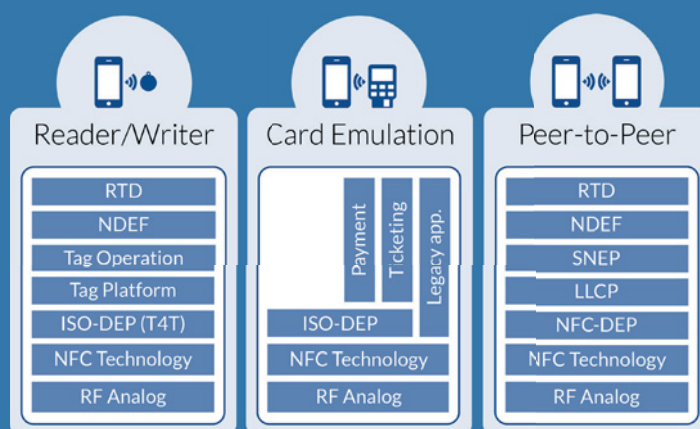 Reader/Writer
RTD
NDEF
Tag Operation
Tag Platform
ISO-DEP (T4T)
NFC Technology
RF Analog
Card Emulation
Payment
Ticketing
Legacy app.
ISO-DEP
NFC Technology
RF Analog
Peer-to-Peer
RTD
NDEF
SNEP
LLCP
NFC-DEP
NFC Technology
RF Analog